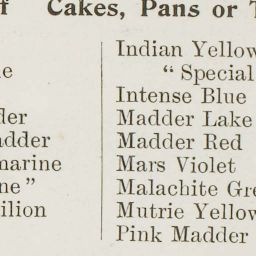 Cakes, Pans or
Indian Yellow
“ Special
Intense Blue
Madder Lake
adder Madder Red
marine Mars Violet
ne” Malachite Gre
ilion Mutrie Yellow
Pink Madder